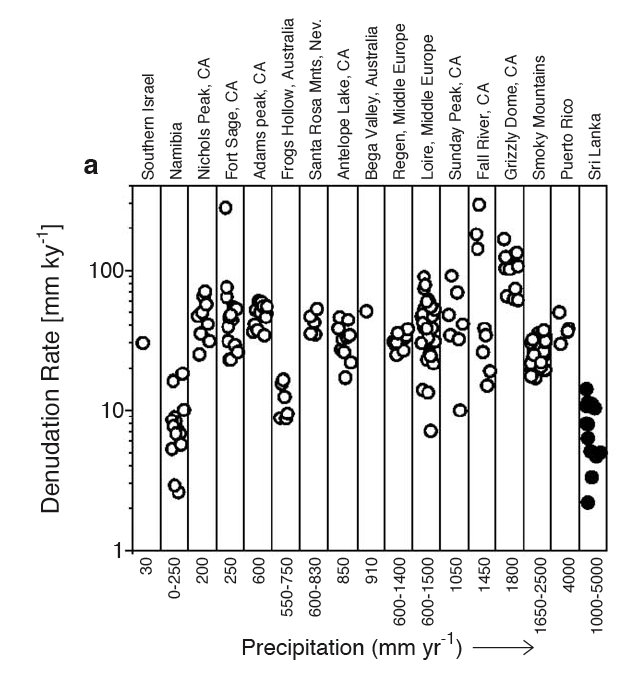 Southern Israel
Namibia
Nichols Peak, CA
Fort Sage, CA
Adams peak, CA
Frogs Hollow, Australia
Santa Rosa Mnts, Nev.
Antelope Lake, CA
Bega Valley, Australia
Regen, Middle Europe
Loire, Middle Europe
Sunday Peak, CA
Fall River, CA
Grizzly Dome, CA
Smoky Mountains
Puerto Rico
Sri Lanka
a
Denudation Rate [mm ky⁻¹]
100
10
1
30
0-250
200
250
600
550-750
600-830
850
910
600-1400
600-1500
1050
1450
1800
1650-2500
4000
1000-5000
Precipitation (mm yr⁻¹) →